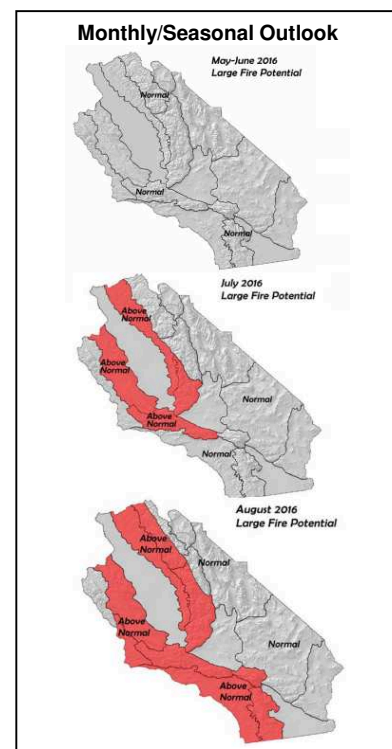 Monthly/Seasonal Outlook
May-June 2016
Large Fire Potential
Normal
Normal
Normal
July 2016
Large Fire Potential
Above
Normal
Above
Normal
Normal
Above
Normal
Normal
August 2016
Large Fire Potential
Above
Normal
Normal
Above
Normal
Normal
Above
Normal